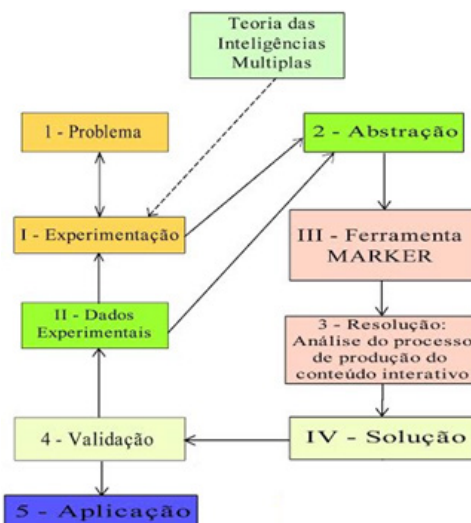 Teoria das
Inteligências
Multiplas
1 - Problema
2 - Abstração
I - Experimentação
III - Ferramenta
MARKER
II - Dados
Experimentais
3 - Resolução:
Análise do processo
de produção do
conteúdo interativo
4 - Validação
IV - Solução
5 - Aplicação